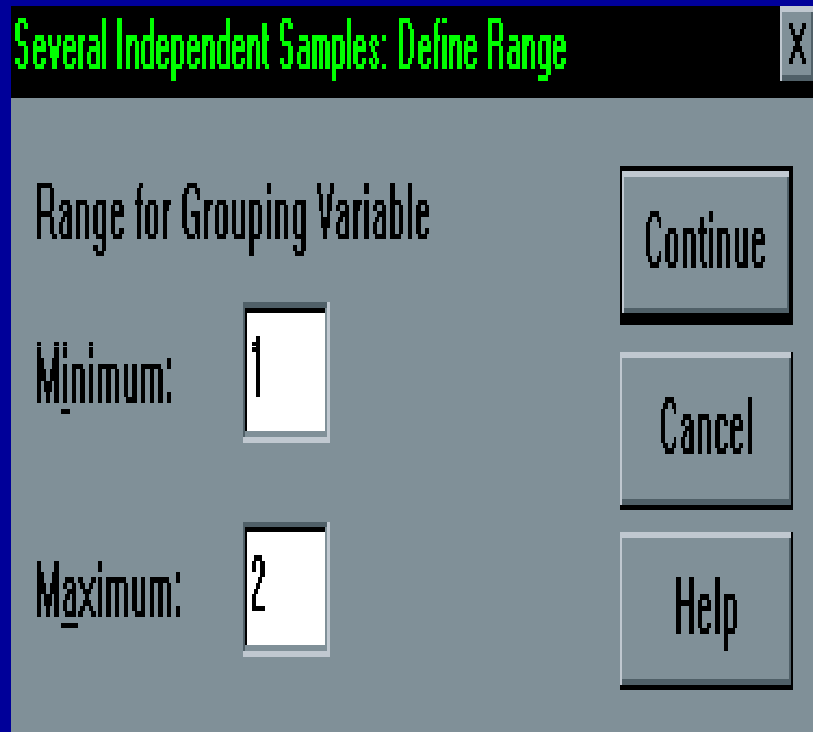 Several Independent Samples: Define Range X
Range for Grouping Variable
Continue
Minimum: 1
Cancel
Maximum: 2
Help